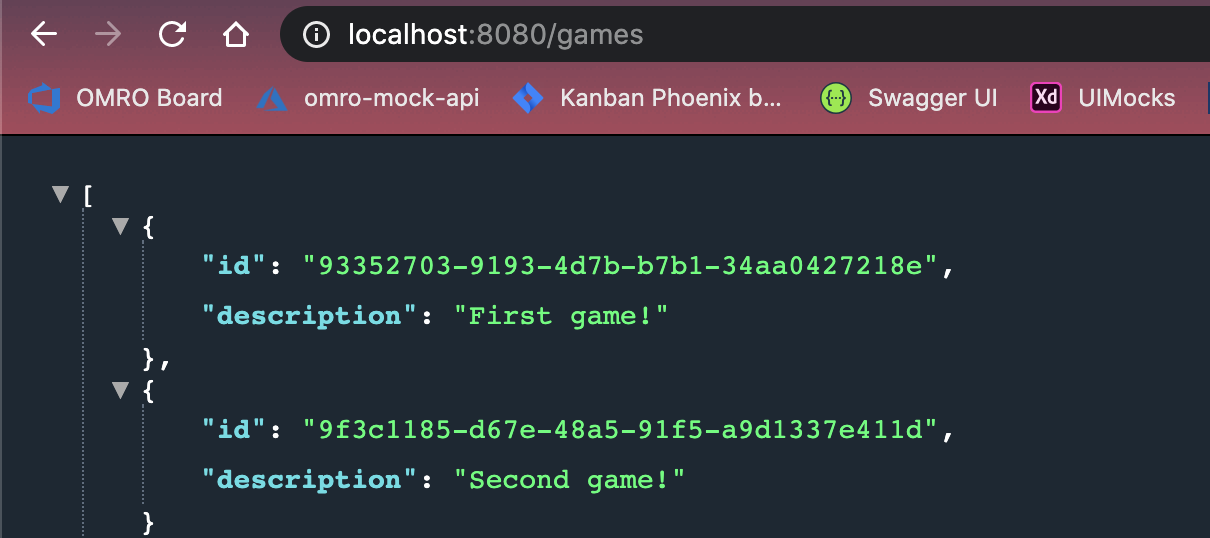 localhost:8080/games
OMRO Board omro-mock-api Kanban Phoenix b... Swagger UI Xd UIMocks
[
{
"id": "93352703-9193-4d7b-b7b1-34aa0427218e",
"description": "First game!"
},
{
"id": "9f3c1185-d67e-48a5-91f5-a9d1337e411d",
"description": "Second game!"
}